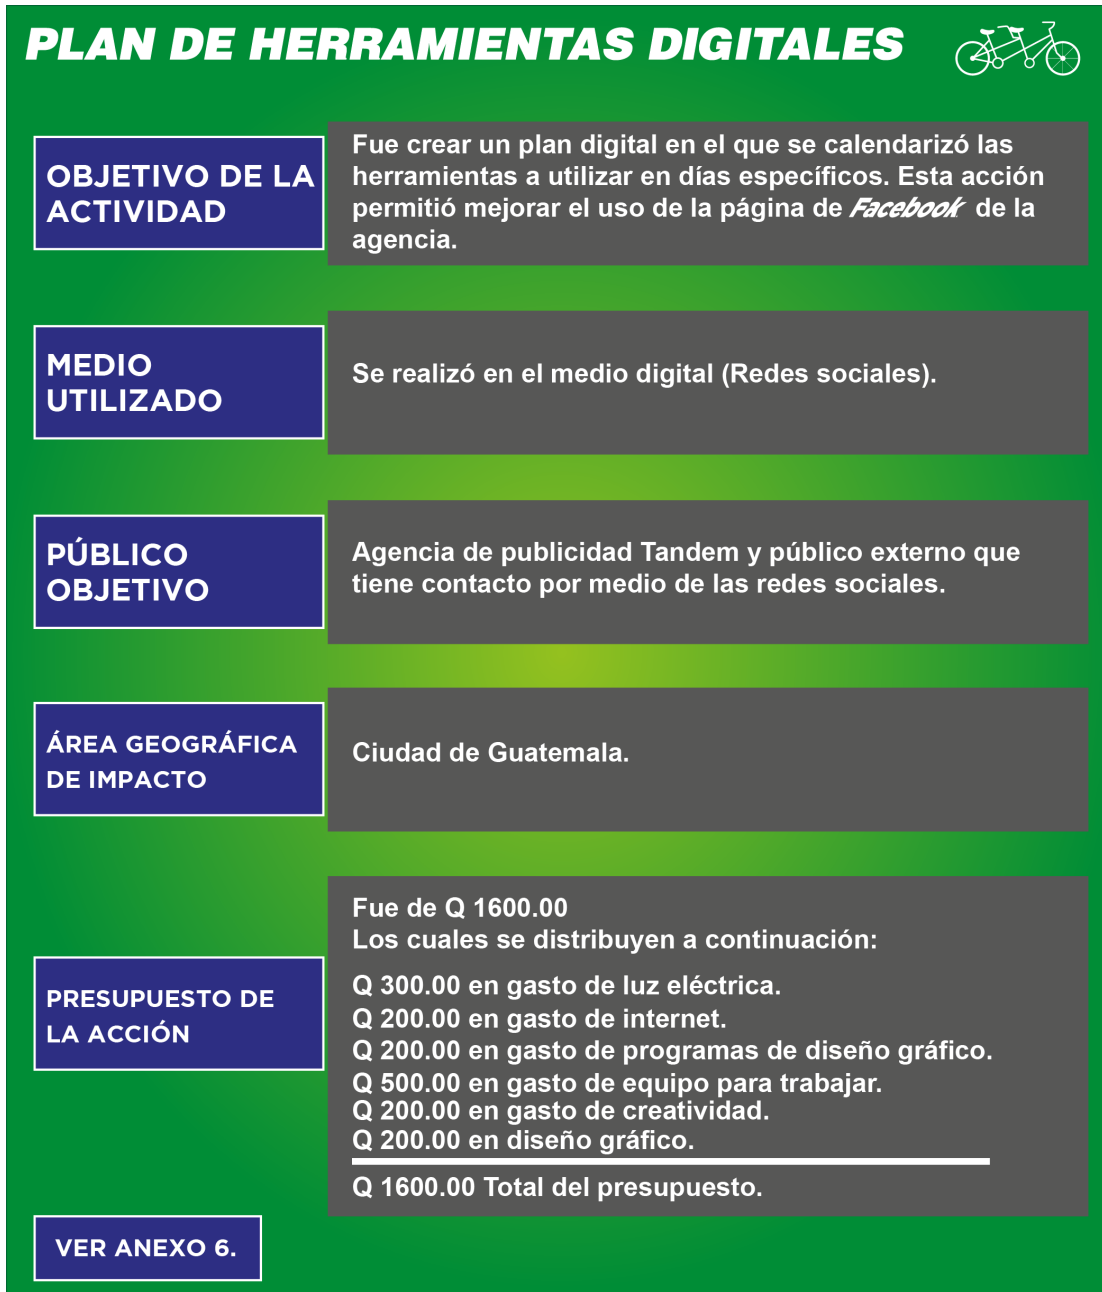 PLAN DE HERRAMIENTAS DIGITALES
OBJETIVO DE LA
ACTIVIDAD
Fue crear un plan digital en el que se calendarizó las
herramientas a utilizar en días específicos. Esta acción
permitió mejorar el uso de la página de Facebook de la
agencia.
MEDIO
UTILIZADO
Se realizó en el medio digital (Redes sociales).
PÚBLICO
OBJETIVO
Agencia de publicidad Tandem y público externo que
tiene contacto por medio de las redes sociales.
ÁREA GEOGRÁFICA
DE IMPACTO
Ciudad de Guatemala.
PRESUPUESTO DE
LA ACCIÓN
Fue de Q 1600.00
Los cuales se distribuyen a continuación:
Q 300.00 en gasto de luz eléctrica.
Q 200.00 en gasto de internet.
Q 200.00 en gasto de programas de diseño gráfico.
Q 500.00 en gasto de equipo para trabajar.
Q 200.00 en gasto de creatividad.
Q 200.00 en diseño gráfico.
Q 1600.00 Total del presupuesto.
VER ANEXO 6.